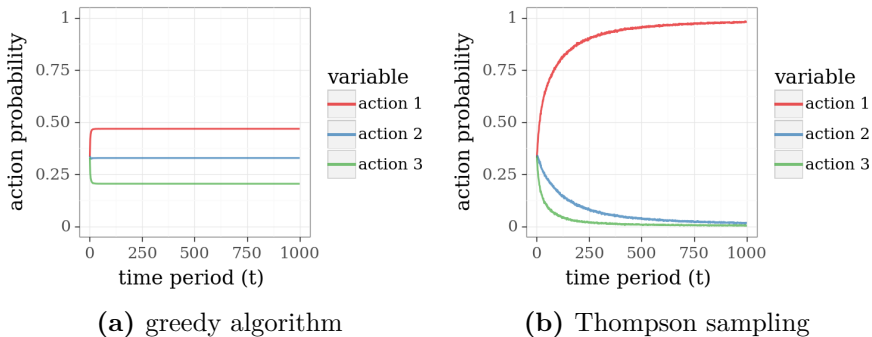 1
0.75
0.50
0.25
0
action probability
0 250 500 750 1000
time period (t)
variable
action 1
action 2
action 3
(a) greedy algorithm
1
0.75
0.50
0.25
0
action probability
0 250 500 750 1000
time period (t)
variable
action 1
action 2
action 3
(b) Thompson sampling